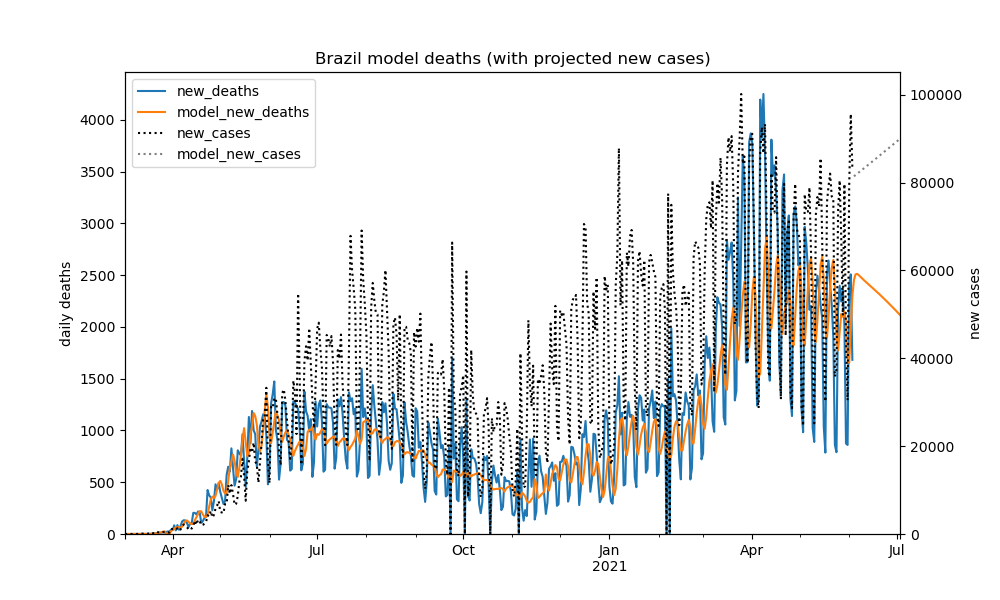 Brazil model deaths (with projected new cases)
new_deaths
model_new_deaths
new_cases
model_new_cases
daily deaths
4000
3500
3000
2500
2000
1500
1000
500
0
new cases
100000
80000
60000
40000
20000
0
Apr
Jul
Oct
Jan
2021
Apr
Jul